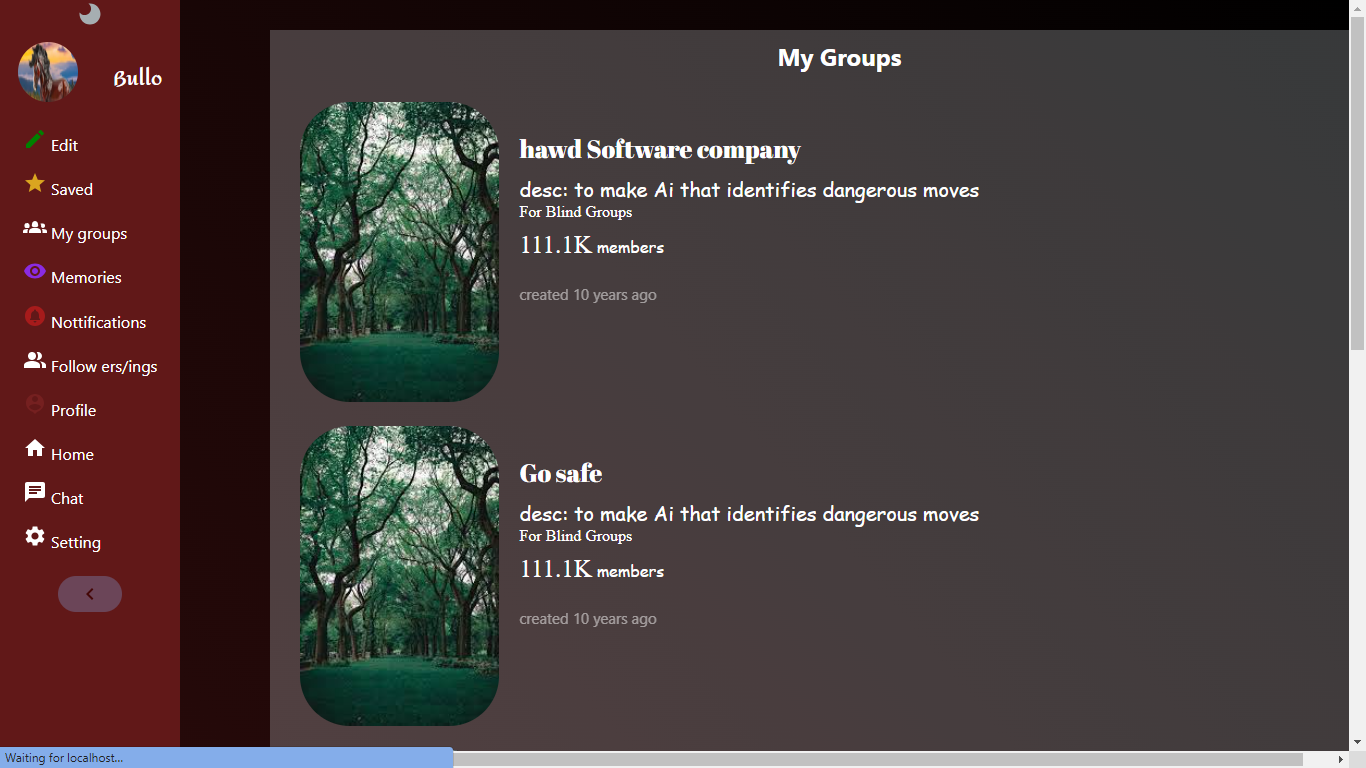 Bullo
Edit
Saved
My groups
Memories
Nottifications
Follow ers/ings
Profile
Home
Chat
Setting
My Groups
hawd Software company
desc: to make Ai that identifies dangerous moves
For Blind Groups
111.1K members
created 10 years ago
Go safe
desc: to make Ai that identifies dangerous moves
For Blind Groups
111.1K members
created 10 years ago
Waiting for localhost...